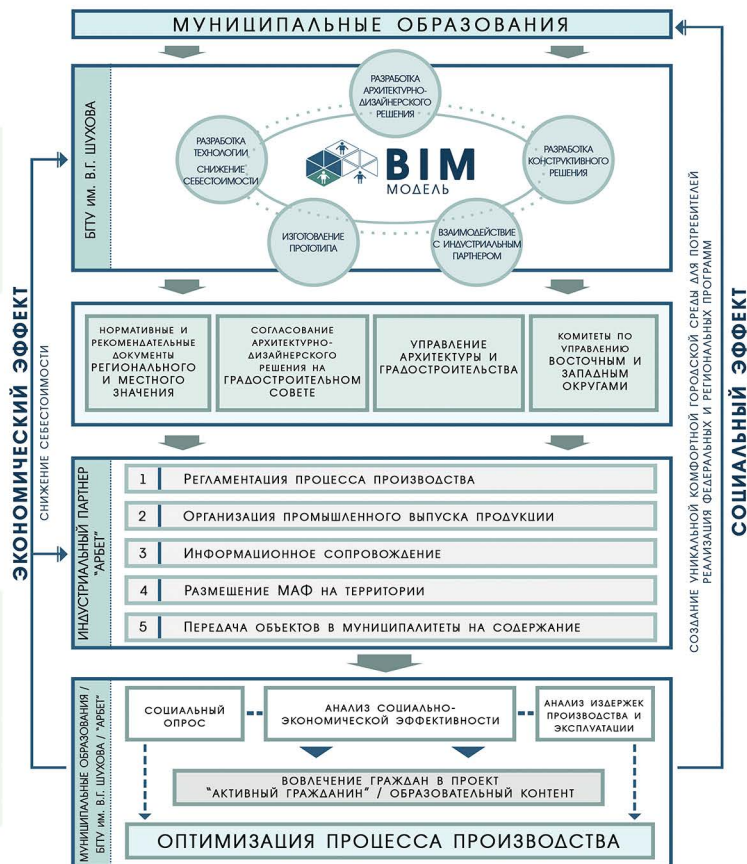 МУНИЦИПАЛЬНЫЕ ОБРАЗОВАНИЯ
БГТУ ИМ. В.Г. ШУХОВА
РАЗРАБОТКА
АРХИТЕКТУРНО-
ДИЗАЙНЕРСКОГО
РЕШЕНИЯ
РАЗРАБОТКА
ТЕХНОЛОГИИ
СНИЖЕНИЕ
СЕБЕСТОИМОСТИ
BIM
МОДЕЛЬ
РАЗРАБОТКА
КОНСТРУКТИВНОГО
РЕШЕНИЯ
ИЗГОТОВЛЕНИЕ
ПРОТОТИПА
ВЗАИМОДЕЙСТВИЕ
С ИНДУСТРИАЛЬНЫМ
ПАРТНЕРОМ
НОРМАТИВНЫЕ И
РЕКОМЕНДАТЕЛЬНЫЕ
ДОКУМЕНТЫ
РЕГИОНАЛЬНОГО
И МЕСТНОГО
ЗНАЧЕНИЯ
СОГЛАСОВАНИЕ
АРХИТЕКТУРНО-
ДИЗАЙНЕРСКОГО
РЕШЕНИЯ НА
ГРАДОСТРОИТЕЛЬНОМ
СОВЕТЕ
УПРАВЛЕНИЕ
АРХИТЕКТУРЫ И
ГРАДОСТРОИТЕЛЬСТВА
КОМИТЕТЫ ПО
УПРАВЛЕНИЮ
ВОСТОЧНЫМ И
ЗАПАДНЫМ
ОКРУГАМИ
ЭКОНОМИЧЕСКИЙ ЭФФЕКТ
СНИЖЕНИЕ СЕБЕСТОИМОСТИ
ИНДУСТРИАЛЬНЫЙ ПАРТНЕР
"АРБЕТ"
1 РЕГЛАМЕНТАЦИЯ ПРОЦЕССА ПРОИЗВОДСТВА
2 ОРГАНИЗАЦИЯ ПРОМЫШЛЕННОГО ВЫПУСКА ПРОДУКЦИИ
3 ИНФОРМАЦИОННОЕ СОПРОВОЖДЕНИЕ
4 РАЗМЕЩЕНИЕ МАФ НА ТЕРРИТОРИИ
5 ПЕРЕДАЧА ОБЪЕКТОВ В МУНИЦИПАЛИТЕТЫ НА СОДЕРЖАНИЕ
СОЗДАНИЕ УНИКАЛЬНОЙ КОМФОРТНОЙ ГОРОДСКОЙ СРЕДЫ ДЛЯ ПОТРЕБИТЕЛЕЙ
РЕАЛИЗАЦИЯ ФЕДЕРАЛЬНЫХ И РЕГИОНАЛЬНЫХ ПРОГРАММ
СОЦИАЛЬНЫЙ ЭФФЕКТ
МУНИЦИПАЛЬНЫЕ ОБРАЗОВАНИЯ /
БГТУ ИМ. В.Г. ШУХОВА / "АРБЕТ"
СОЦИАЛЬНЫЙ
ОПРОС
АНАЛИЗ СОЦИАЛЬНО-
ЭКОНОМИЧЕСКОЙ ЭФФЕКТИВНОСТИ
АНАЛИЗ ИЗДЕРЖЕК
ПРОИЗВОДСТВА И
ЭКСПЛУАТАЦИИ
ВОВЛЕЧЕНИЕ ГРАЖДАН В ПРОЕКТ
"АКТИВНЫЙ ГРАЖДАНИН" / ОБРАЗОВАТЕЛЬНЫЙ КОНТЕНТ
ОПТИМИЗАЦИЯ ПРОЦЕССА ПРОИЗВОДСТВА